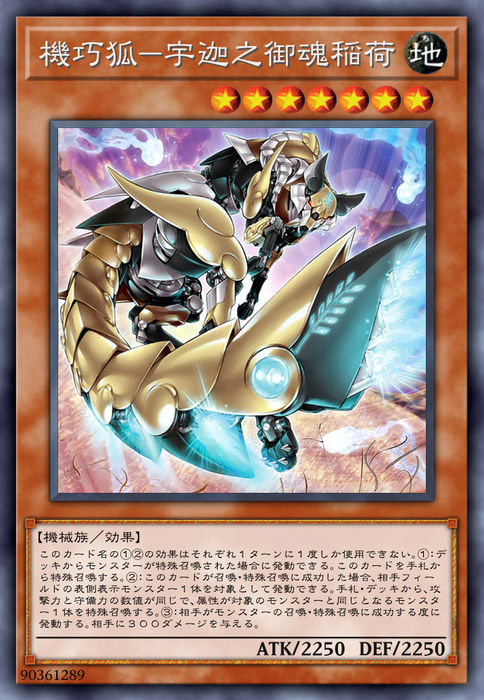 機巧狐-宇迦之御魂稲荷
地
ち
【機械族/効果】
このカード名の①②の効果はそれぞれ1ターンに1度しか使用できない。①:デ
ッキからモンスターが特殊召喚された場合に発動できる。このカードを手札か
ら特殊召喚する。②:このカードが召喚・特殊召喚に成功した場合、相手フィー
ルドの表側表示モンスター1体を対象として発動できる。手札・デッキから、攻
撃力と守備力の数値が同じで、属性が対象のモンスターと同じとなるモンスタ
ー1体を特殊召喚する。③:相手がモンスターの召喚・特殊召喚に成功する度に
発動する。相手に300ダメージを与える。
ATK/2250 DEF/2250
90361289